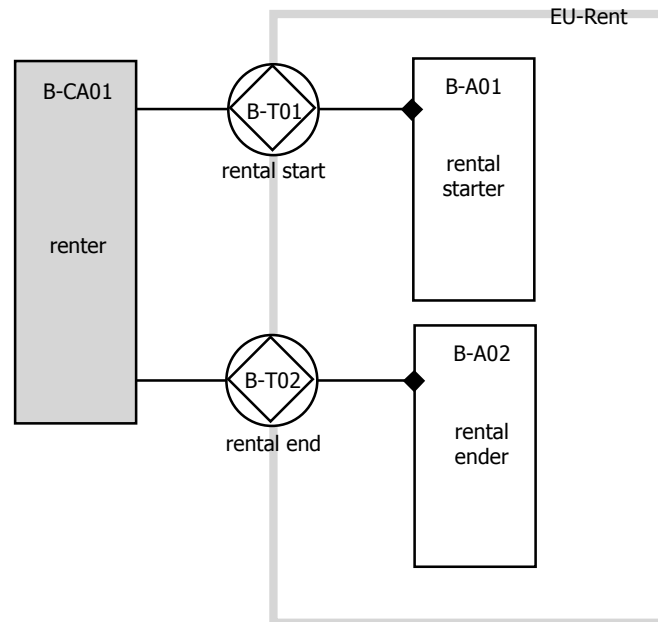 EU-Rent
B-CA01
renter
B-T01
rental start
B-A01
rental
starter
B-T02
rental end
B-A02
rental
ender